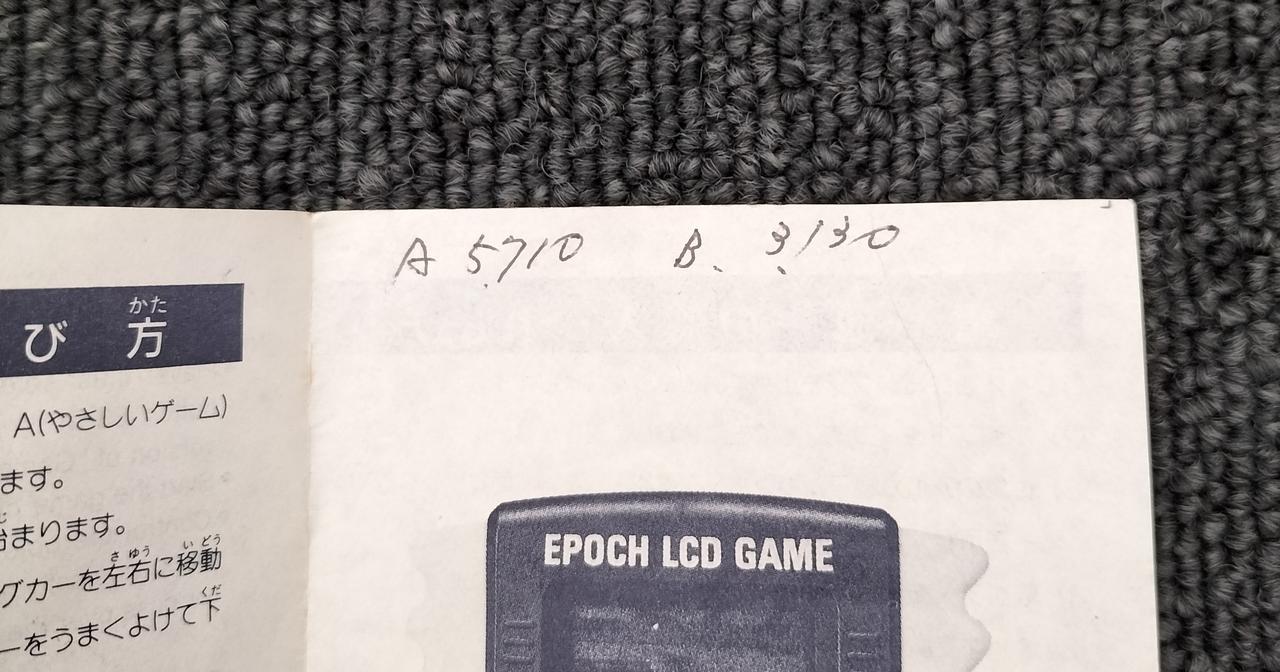 び方
かた
A(やさしいゲーム)
ます。
始まります。
グカーを左右に移動
さゆう いどう
ーをうまくよけて下
くだ
A 5710 B. 3130
EPOCH LCD GAME